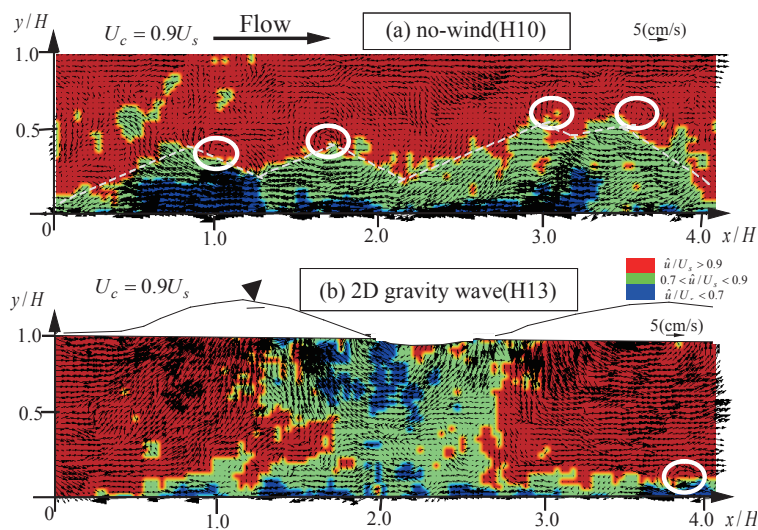 y/H
U_c = 0.9U_s
Flow
(a) no-wind(H10)
5(cm/s)
1.0
0.5
0
1.0
2.0
3.0
4.0
x/H
û/U_s > 0.9
0.7 < û/U_s < 0.9
û/U_s < 0.7
y/H
U_c = 0.9U_s
(b) 2D gravity wave(H13)
5(cm/s)
1.0
0.5
0
1.0
2.0
3.0
4.0
x/H